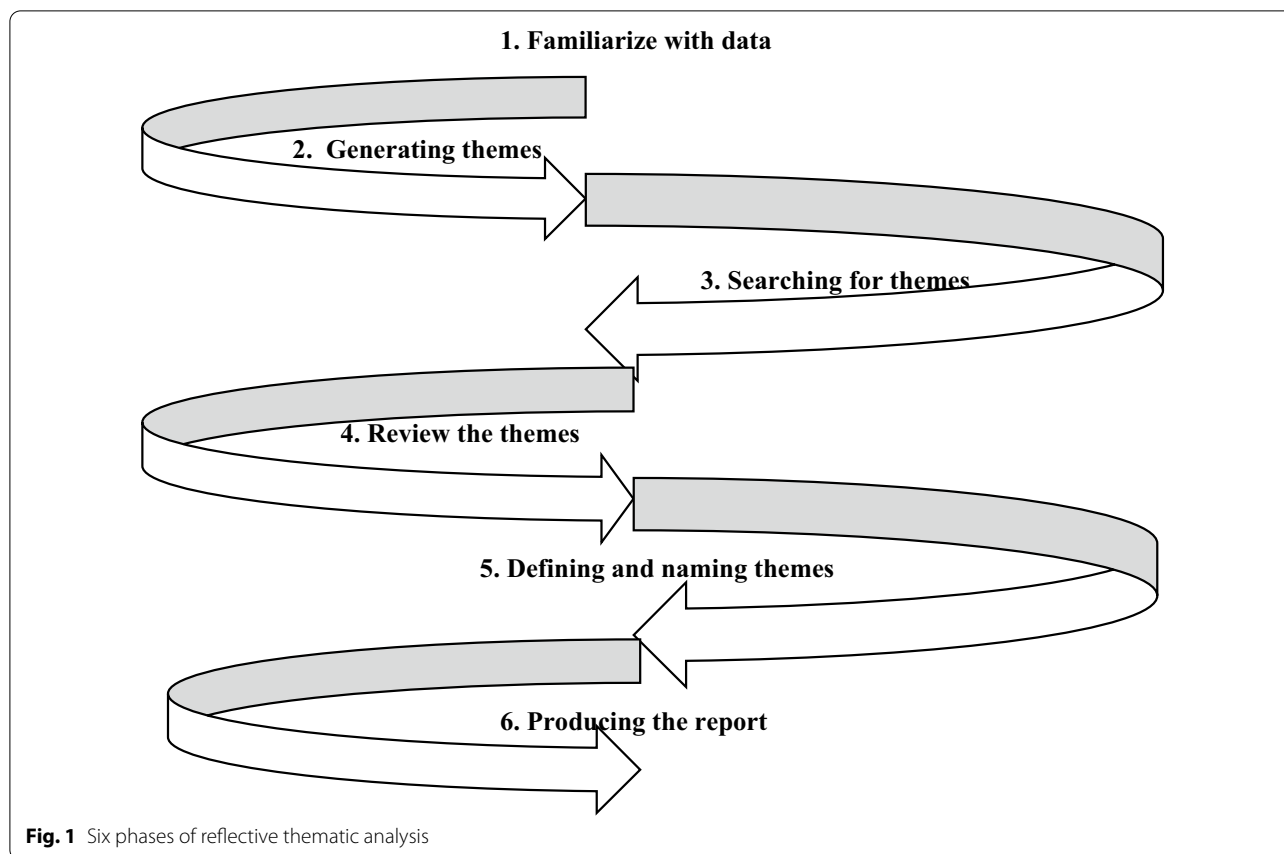 1. Familiarize with data
2. Generating themes
3. Searching for themes
4. Review the themes
5. Defining and naming themes
6. Producing the report
Fig. 1 Six phases of reflective thematic analysis